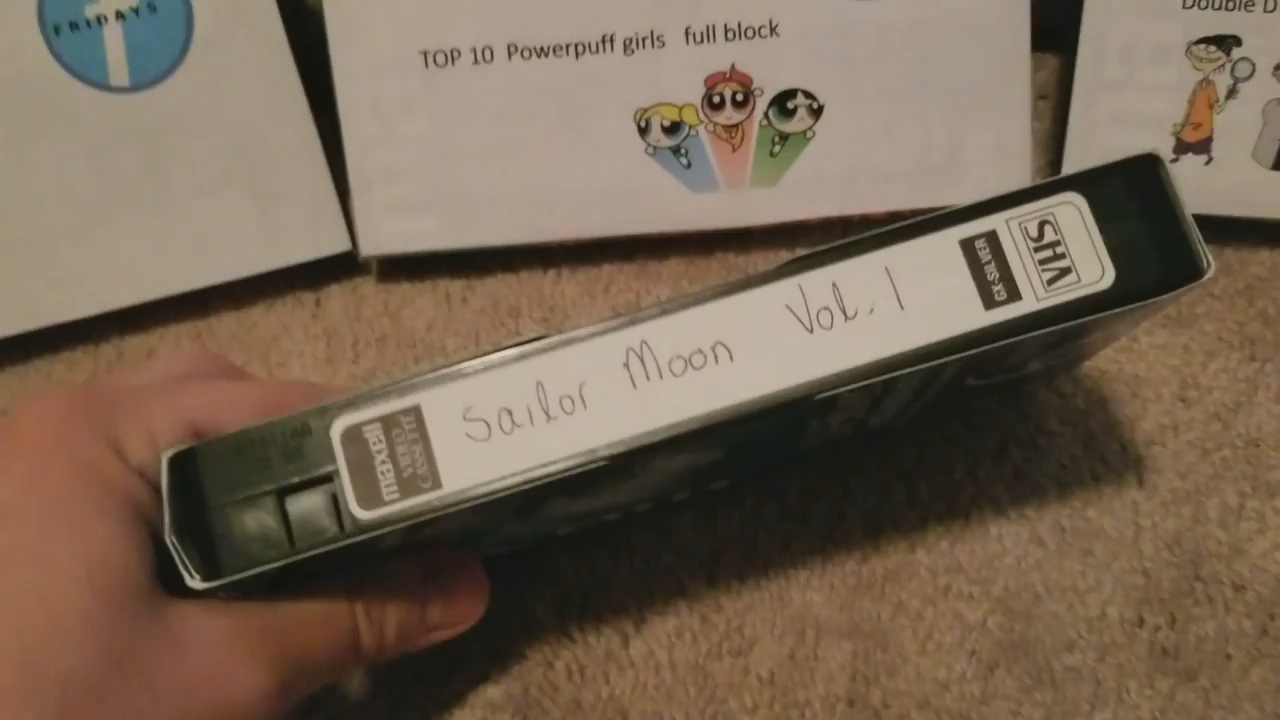 FRIDAYS
TOP 10 Powerpuff girls full block
Double D
Sailor Moon Vol. 1
maxell
VIDEO
CASSETTE
GX-SILVER
VHS